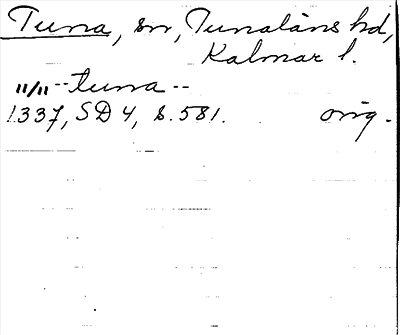 Tuna, sn, Tunaläns hd,
Kalmar l.
11/11 -- tuna --
1337, SD 4, s. 581. orig.